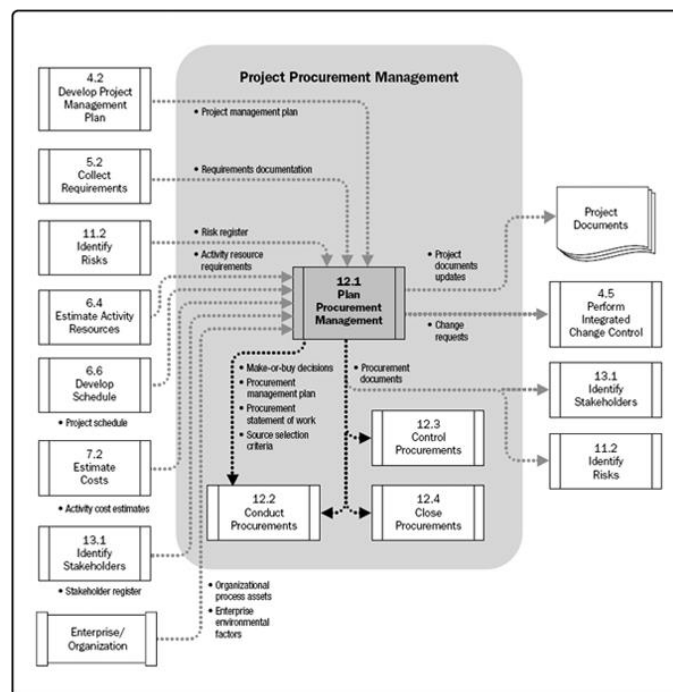 Project Procurement Management
4.2
Develop Project
Management
Plan
• Project management plan
5.2
Collect
Requirements
• Requirements documentation
11.2
Identify
Risks
• Risk register
• Activity resource
requirements
6.4
Estimate Activity
Resources
6.6
Develop
Schedule
• Project schedule
7.2
Estimate
Costs
• Activity cost estimates
13.1
Identify
Stakeholders
• Stakeholder register
Enterprise/
Organization
• Organizational
process assets
• Enterprise
environmental
factors
12.1
Plan
Procurement
Management
• Make-or-buy decisions
• Procurement
management plan
• Procurement
statement of work
• Source selection
criteria
• Procurement
documents
12.2
Conduct
Procurements
12.3
Control
Procurements
12.4
Close
Procurements
• Project
documents
updates
• Change
requests
Project
Documents
4.5
Perform
Integrated
Change Control
13.1
Identify
Stakeholders
11.2
Identify
Risks